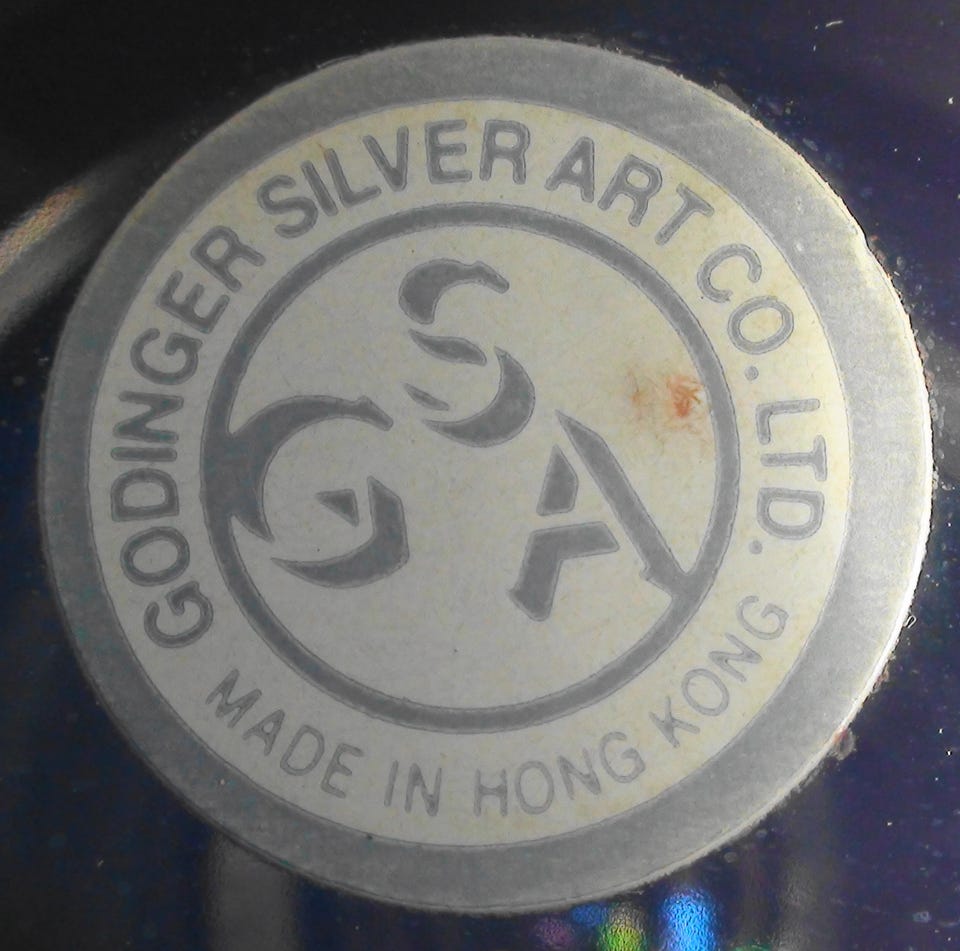 GODINGER SILVER ART CO. LTD.
GSA
MADE IN HONG KONG